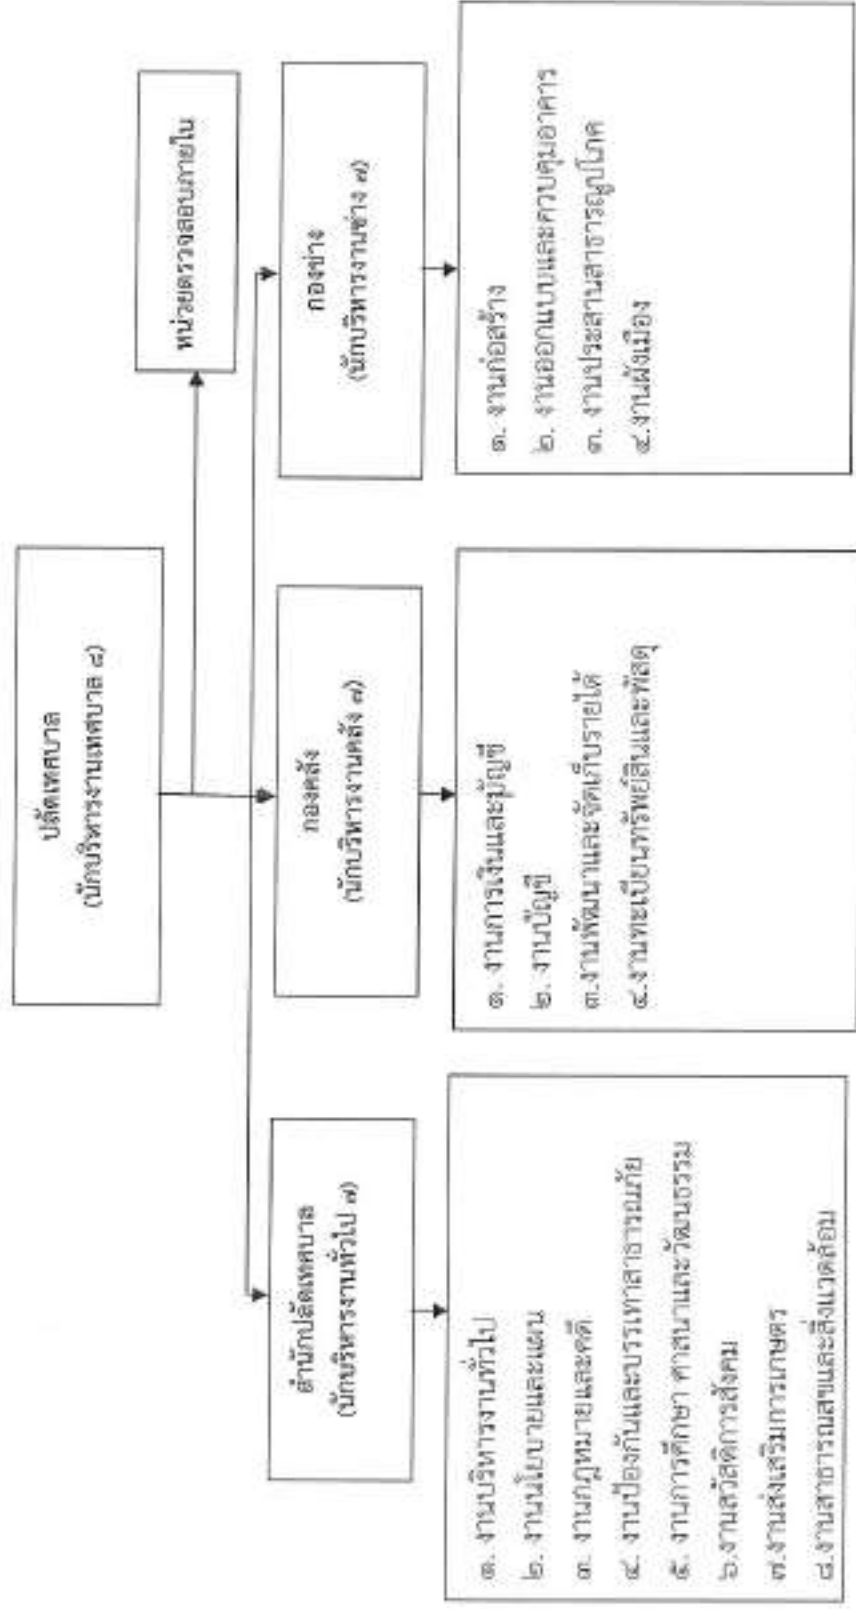 ปลัดเทศบาล
(นักบริหารงานเทศบาล ๘)
หน่วยตรวจสอบภายใน
สำนักปลัดเทศบาล
(นักบริหารงานทั่วไป ๗)
กองคลัง
(นักบริหารงานคลัง ๗)
กองช่าง
(นักบริหารงานช่าง ๗)
๑. งานบริหารงานทั่วไป
๒. งานนโยบายและแผน
๓. งานกฎหมายและคดี
๔. งานป้องกันและบรรเทาสาธารณภัย
๕. งานการศึกษา ศาสนาและวัฒนธรรม
๖.งานสวัสดิการสังคม
๗.งานส่งเสริมการเกษตร
๘.งานสาธารณสุขและสิ่งแวดล้อม
๑. งานการเงินและบัญชี
๒. งานบัญชี
๓.งานพัฒนาและจัดเก็บรายได้
๔.งานทะเบียนทรัพย์สินและพัสดุ
๑. งานก่อสร้าง
๒. งานออกแบบและควบคุมอาคาร
๓. งานประสานสาธารณูปโภค
๔.งานผังเมือง